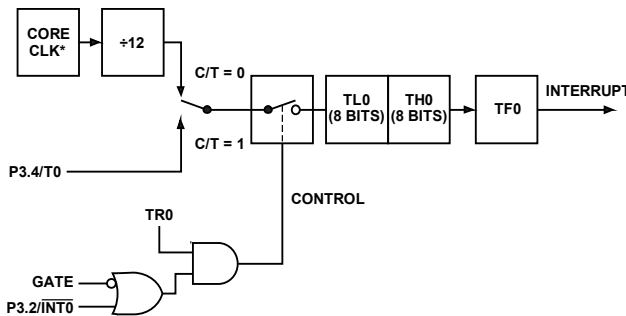 CORE
CLK*
÷12
C/T = 0
C/T = 1
P3.4/T0
TL0
(8 BITS)
TH0
(8 BITS)
TF0
INTERRUPT
CONTROL
TR0
GATE
P3.2/INT0